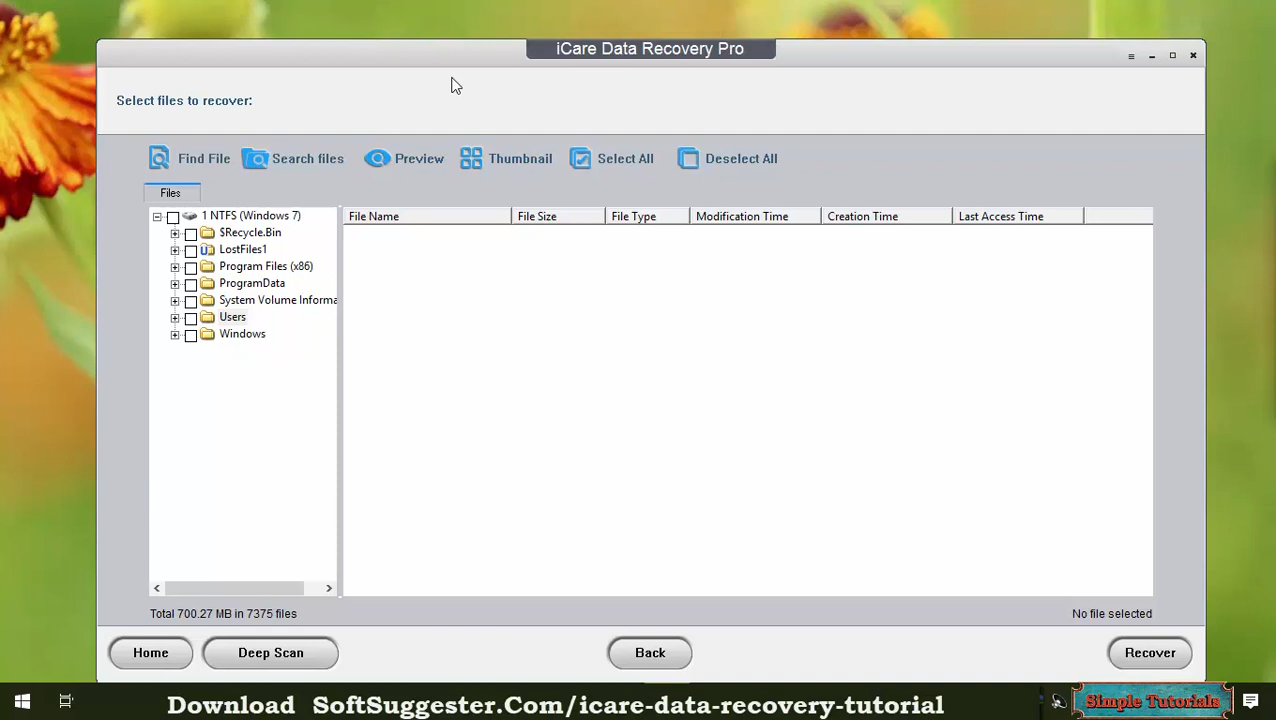 iCare Data Recovery Pro
Select files to recover:
Find File Search files Preview Thumbnail Select All Deselect All
Files
1 NTFS (Windows 7)
$Recycle.Bin
LostFiles1
Program Files (x86)
ProgramData
System Volume Informa
Users
Windows
File Name File Size File Type Modification Time Creation Time Last Access Time
Total 700.27 MB in 7375 files
No file selected
Home Deep Scan Back Recover
Download SoftSuggester.Com/icare-data-recovery-tutorial
Simple Tutorials